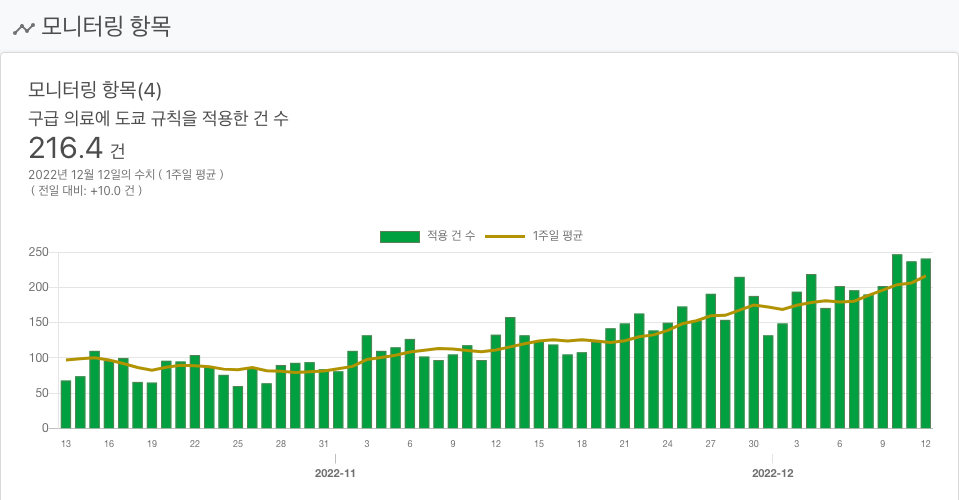 모니터링 항목
모니터링 항목(4)
구급 의료에 도쿄 규칙을 적용한 건 수
216.4 건
2022년 12월 12일의 수치 ( 1주일 평균 )
( 전일 대비: +10.0 건 )
적용 건 수 1주일 평균
250
200
150
100
50
0
13 16 19 22 25 28 31 3 6 9 12 15 18 21 24 27 30 3 6 9 12
2022-11 2022-12